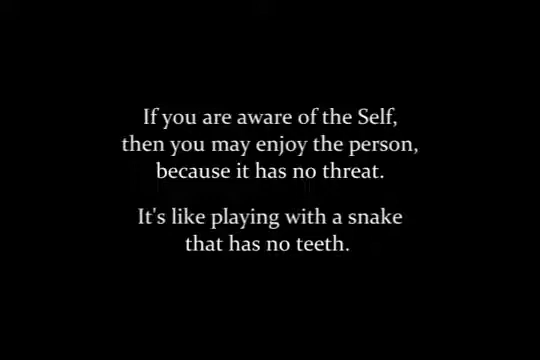 If you are aware of the Self,
then you may enjoy the person,
because it has no threat.
It's like playing with a snake
that has no teeth.